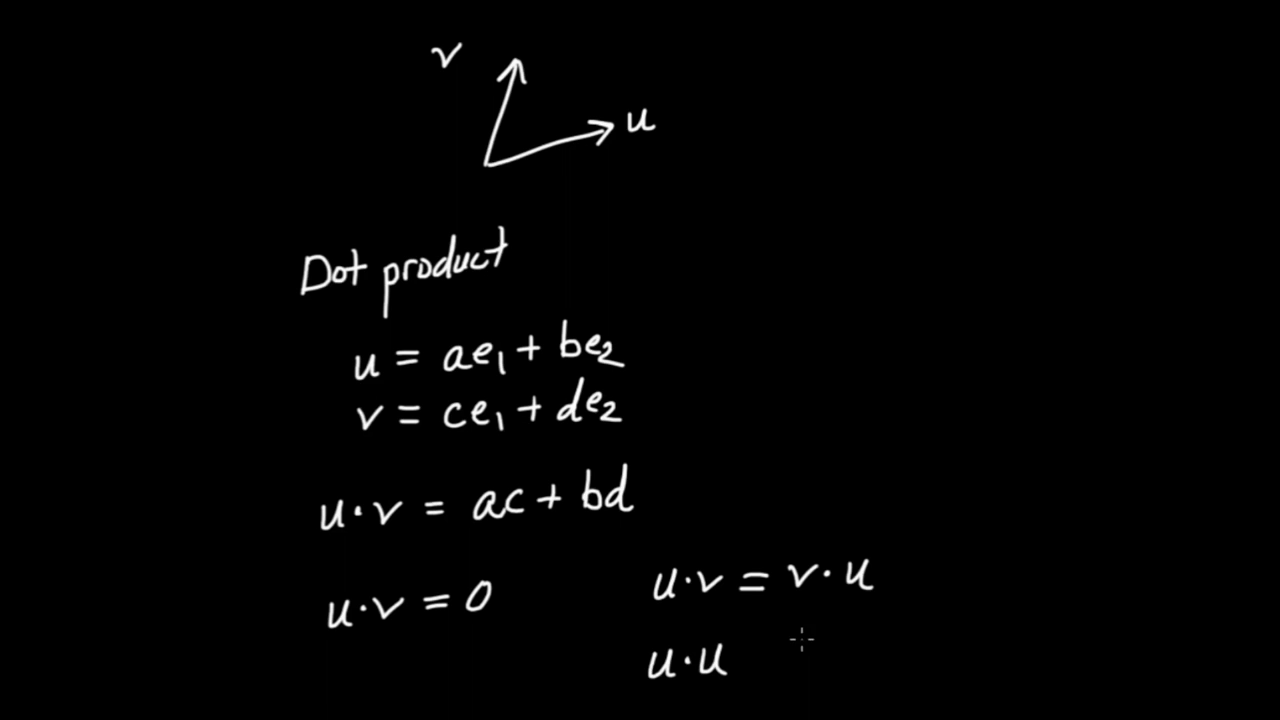 v
u
Dot product
u = ae₁ + be₂
v = ce₁ + de₂
u·v = ac + bd
u·v = 0
u·v = v·u
u·u